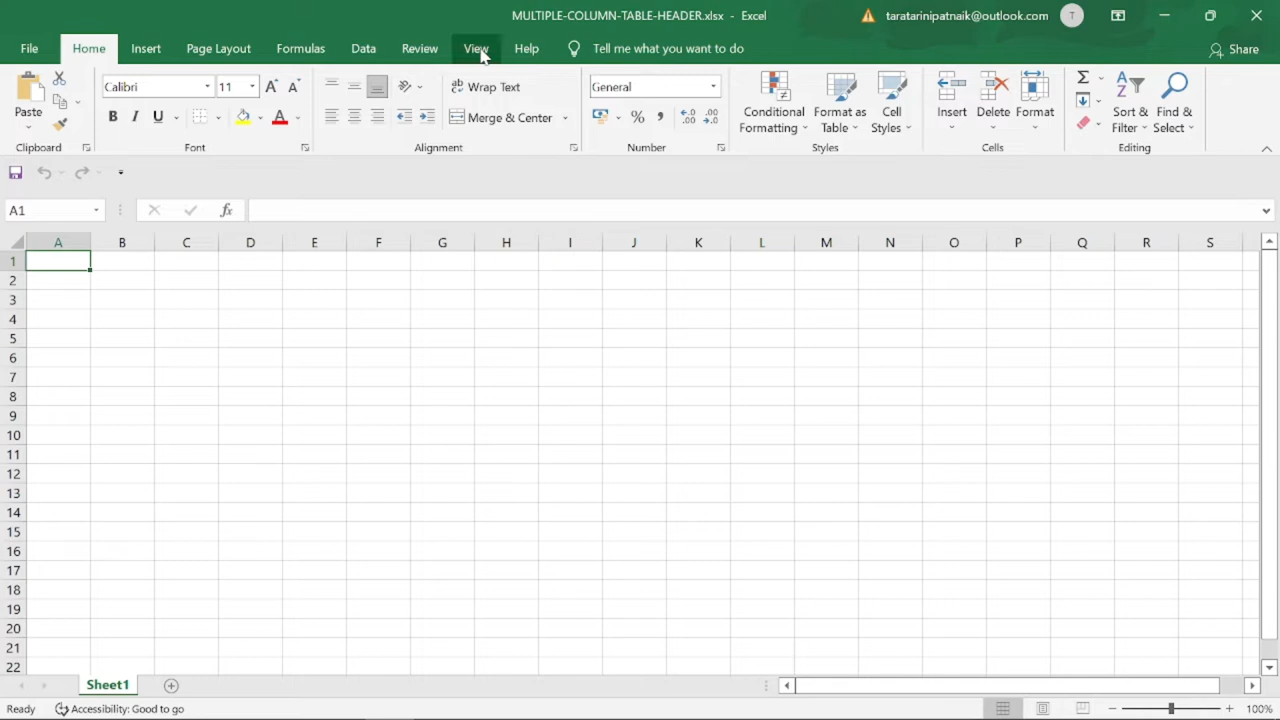 MULTIPLE-COLUMN-TABLE-HEADER.xlsx - Excel
taratarinipatnaik@outlook.com T
File Home Insert Page Layout Formulas Data Review View Help Tell me what you want to do Share
Calibri 11 Wrap Text General
Paste B I U Merge & Center % , Conditional Formatting Format as Table Cell Styles Insert Delete Format Sort & Filter Find & Select
Clipboard Font Alignment Number Styles Cells Editing
A1 fx
A B C D E F G H I J K L M N O P Q R S
1
2
3
4
5
6
7
8
9
10
11
12
13
14
15
16
17
18
19
20
21
22
Sheet1
Ready Accessibility: Good to go 100%